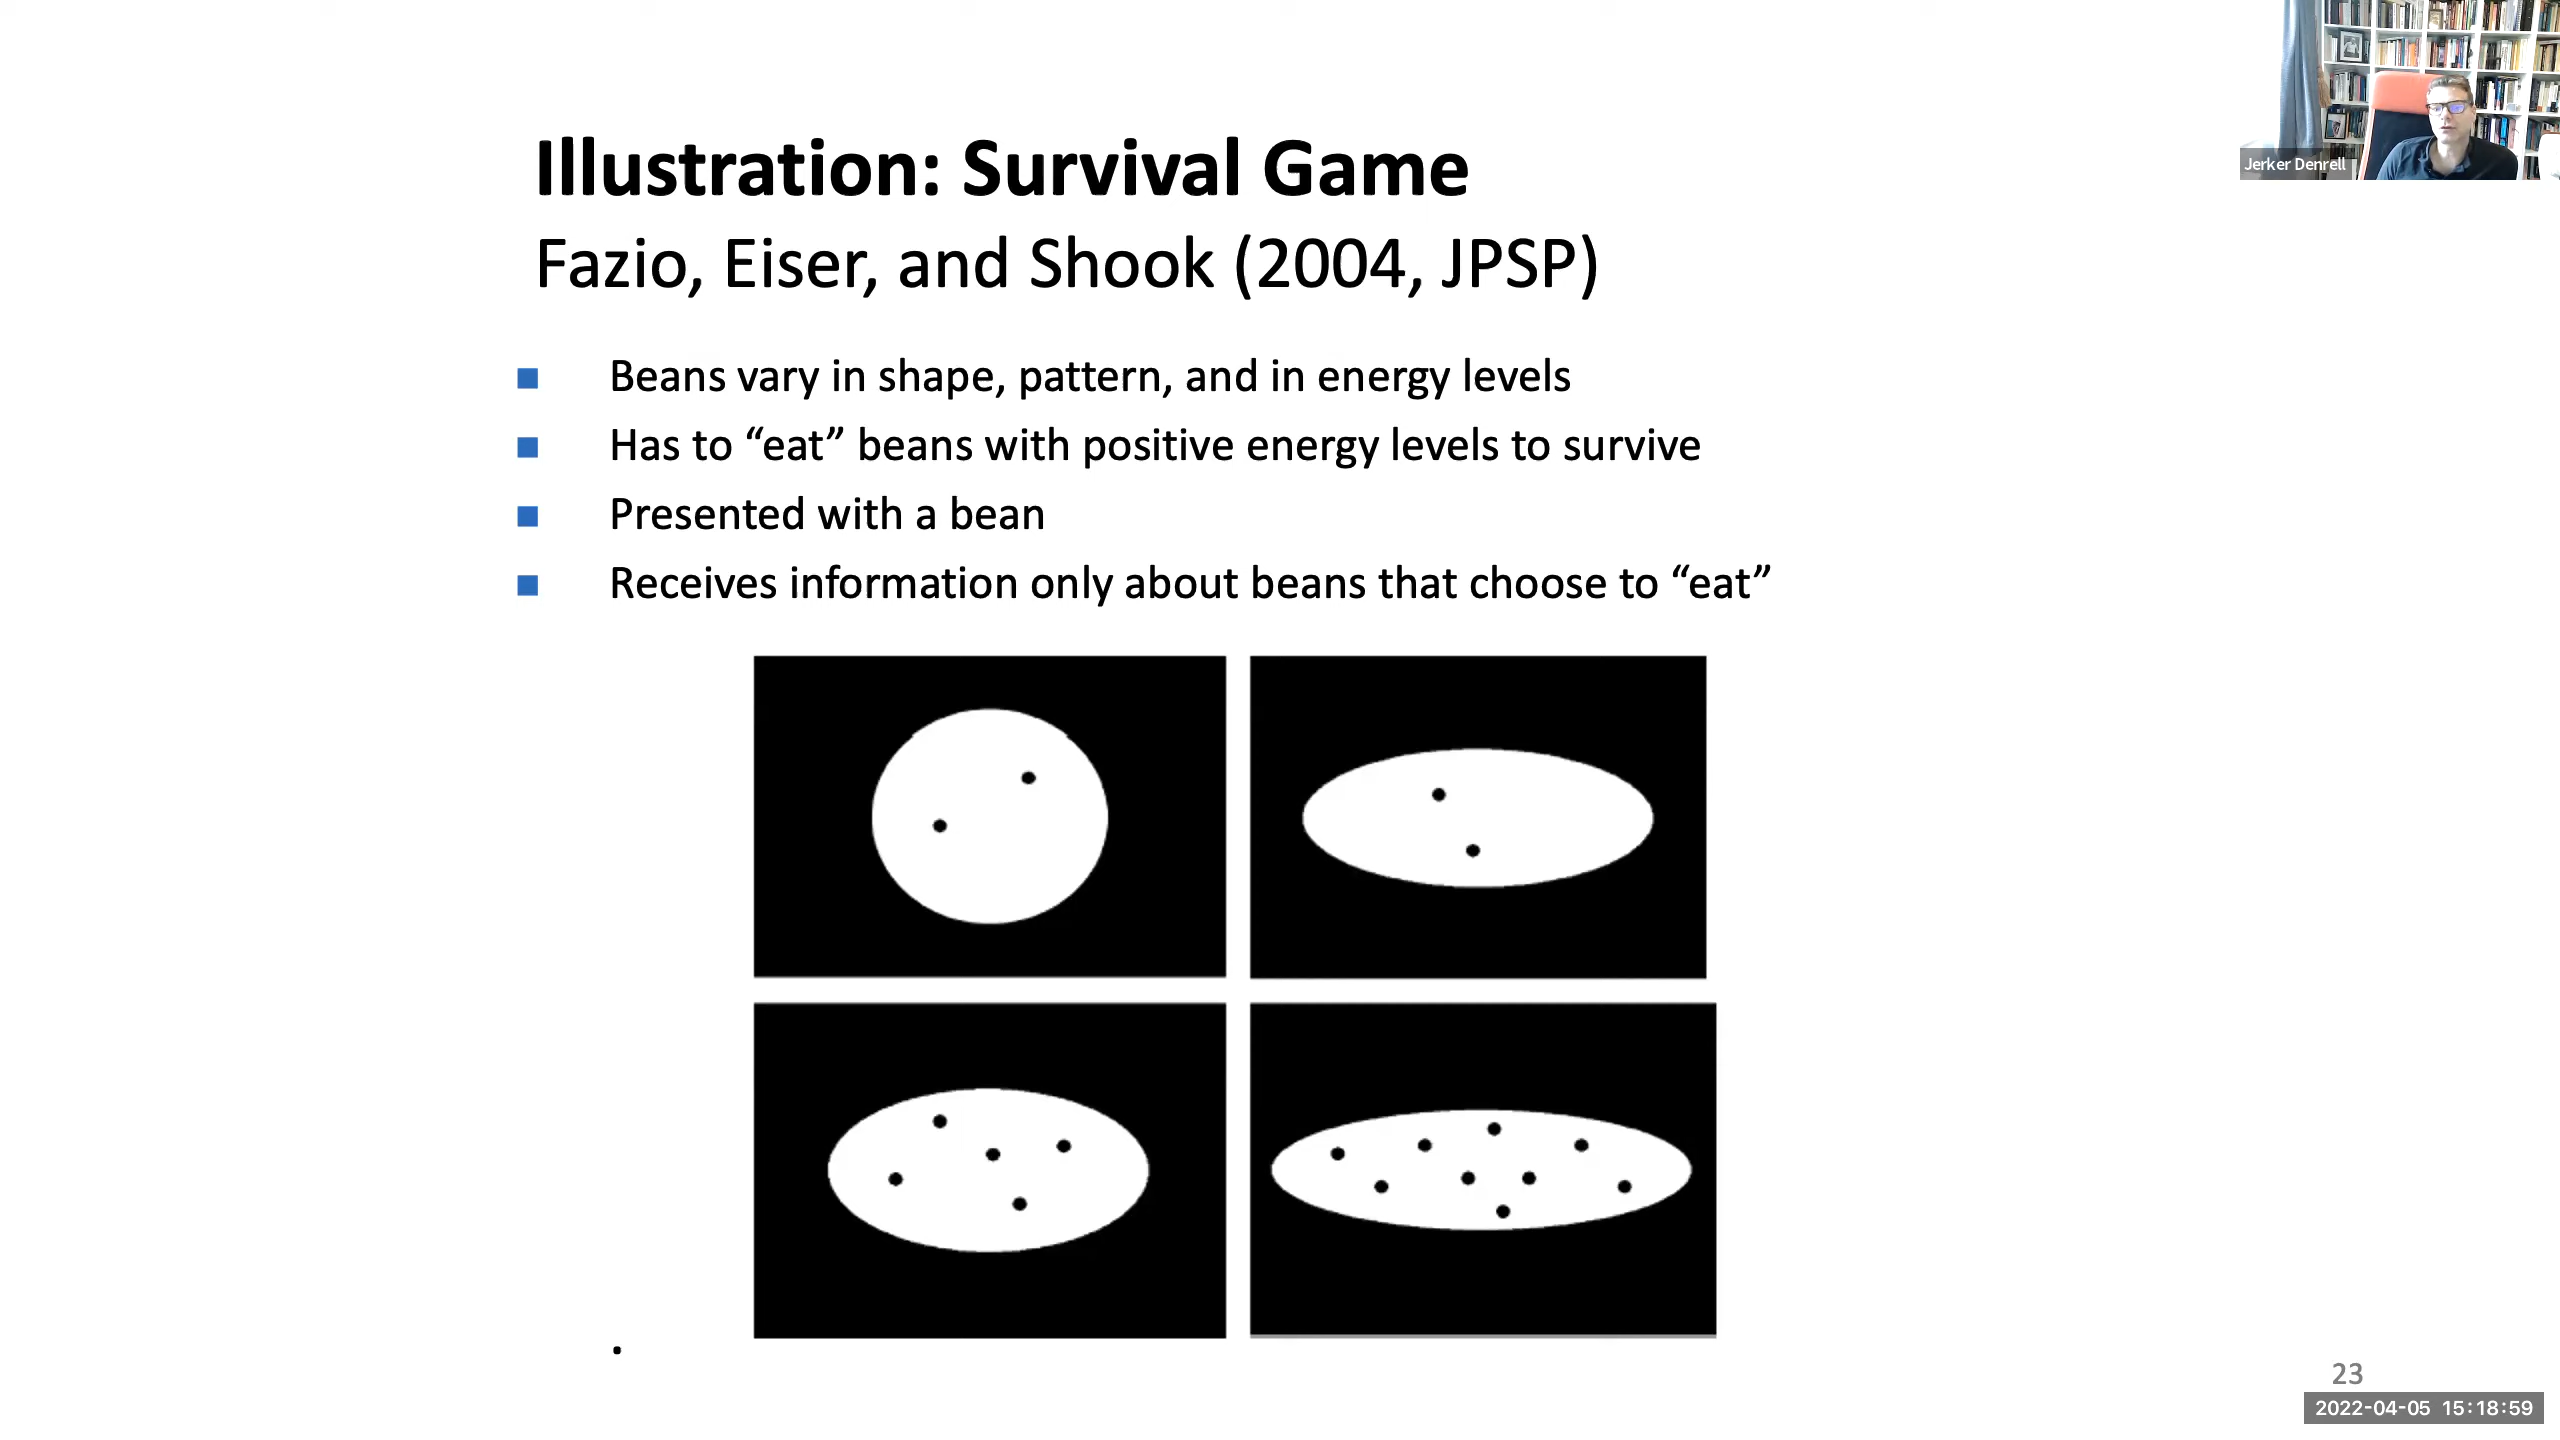 Illustration: Survival Game
Fazio, Eiser, and Shook (2004, JPSP)
■ Beans vary in shape, pattern, and in energy levels
■ Has to “eat” beans with positive energy levels to survive
■ Presented with a bean
■ Receives information only about beans that choose to “eat”
.
23
Jerker Denrell
2022-04-05 15:18:59